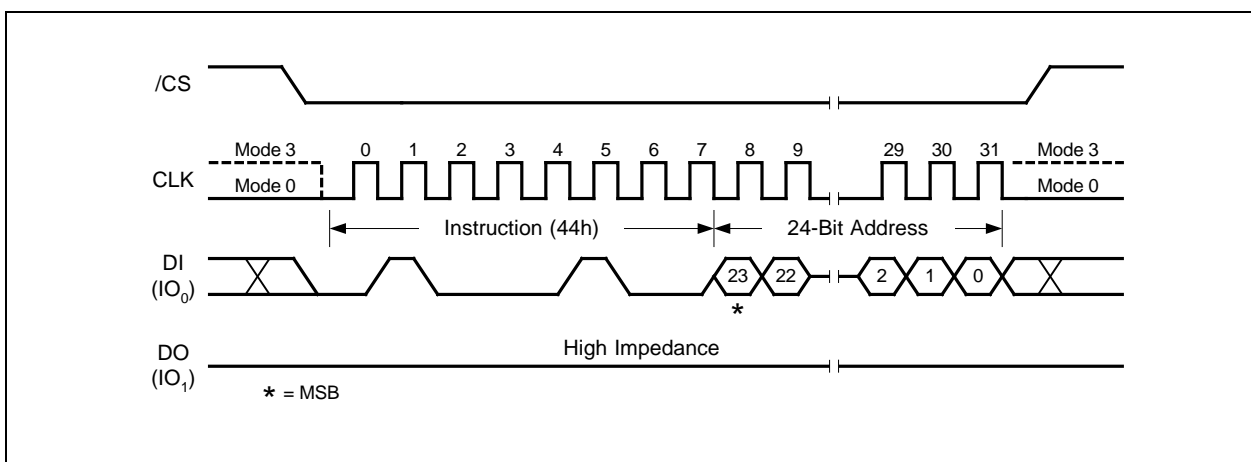 /CS
Mode 3 0 1 2 3 4 5 6 7 8 9 29 30 31 Mode 3
CLK Mode 0 Mode 0
Instruction (44h) 24-Bit Address
DI
(IO0) 23 22 2 1 0
*
DO High Impedance
(IO1)
* = MSB